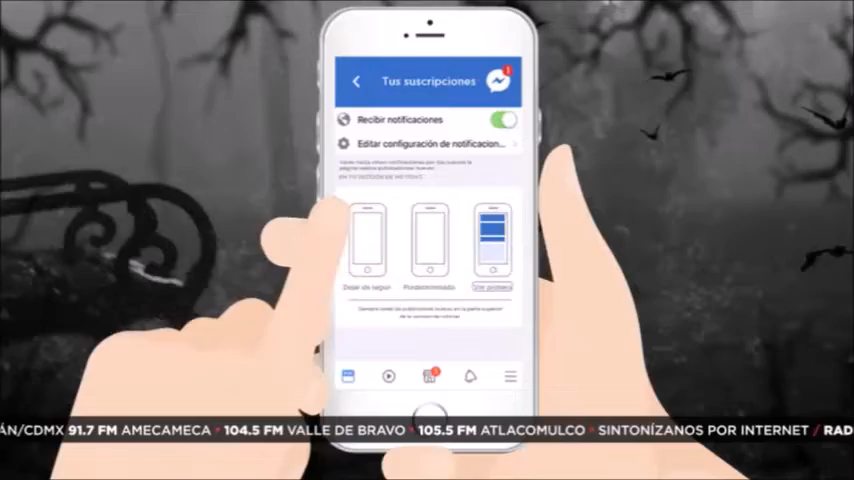 Tus suscripciones
1
Recibir notificaciones
Editar configuración de notificacion...
Dejar de seguir
Predeterminado
Ver primero
ÁN/CDMX 91.7 FM AMECAMECA * 104.5 FM VALLE DE BRAVO * 105.5 FM ATLACOMULCO * SINTONÍZANOS POR INTERNET / RAD